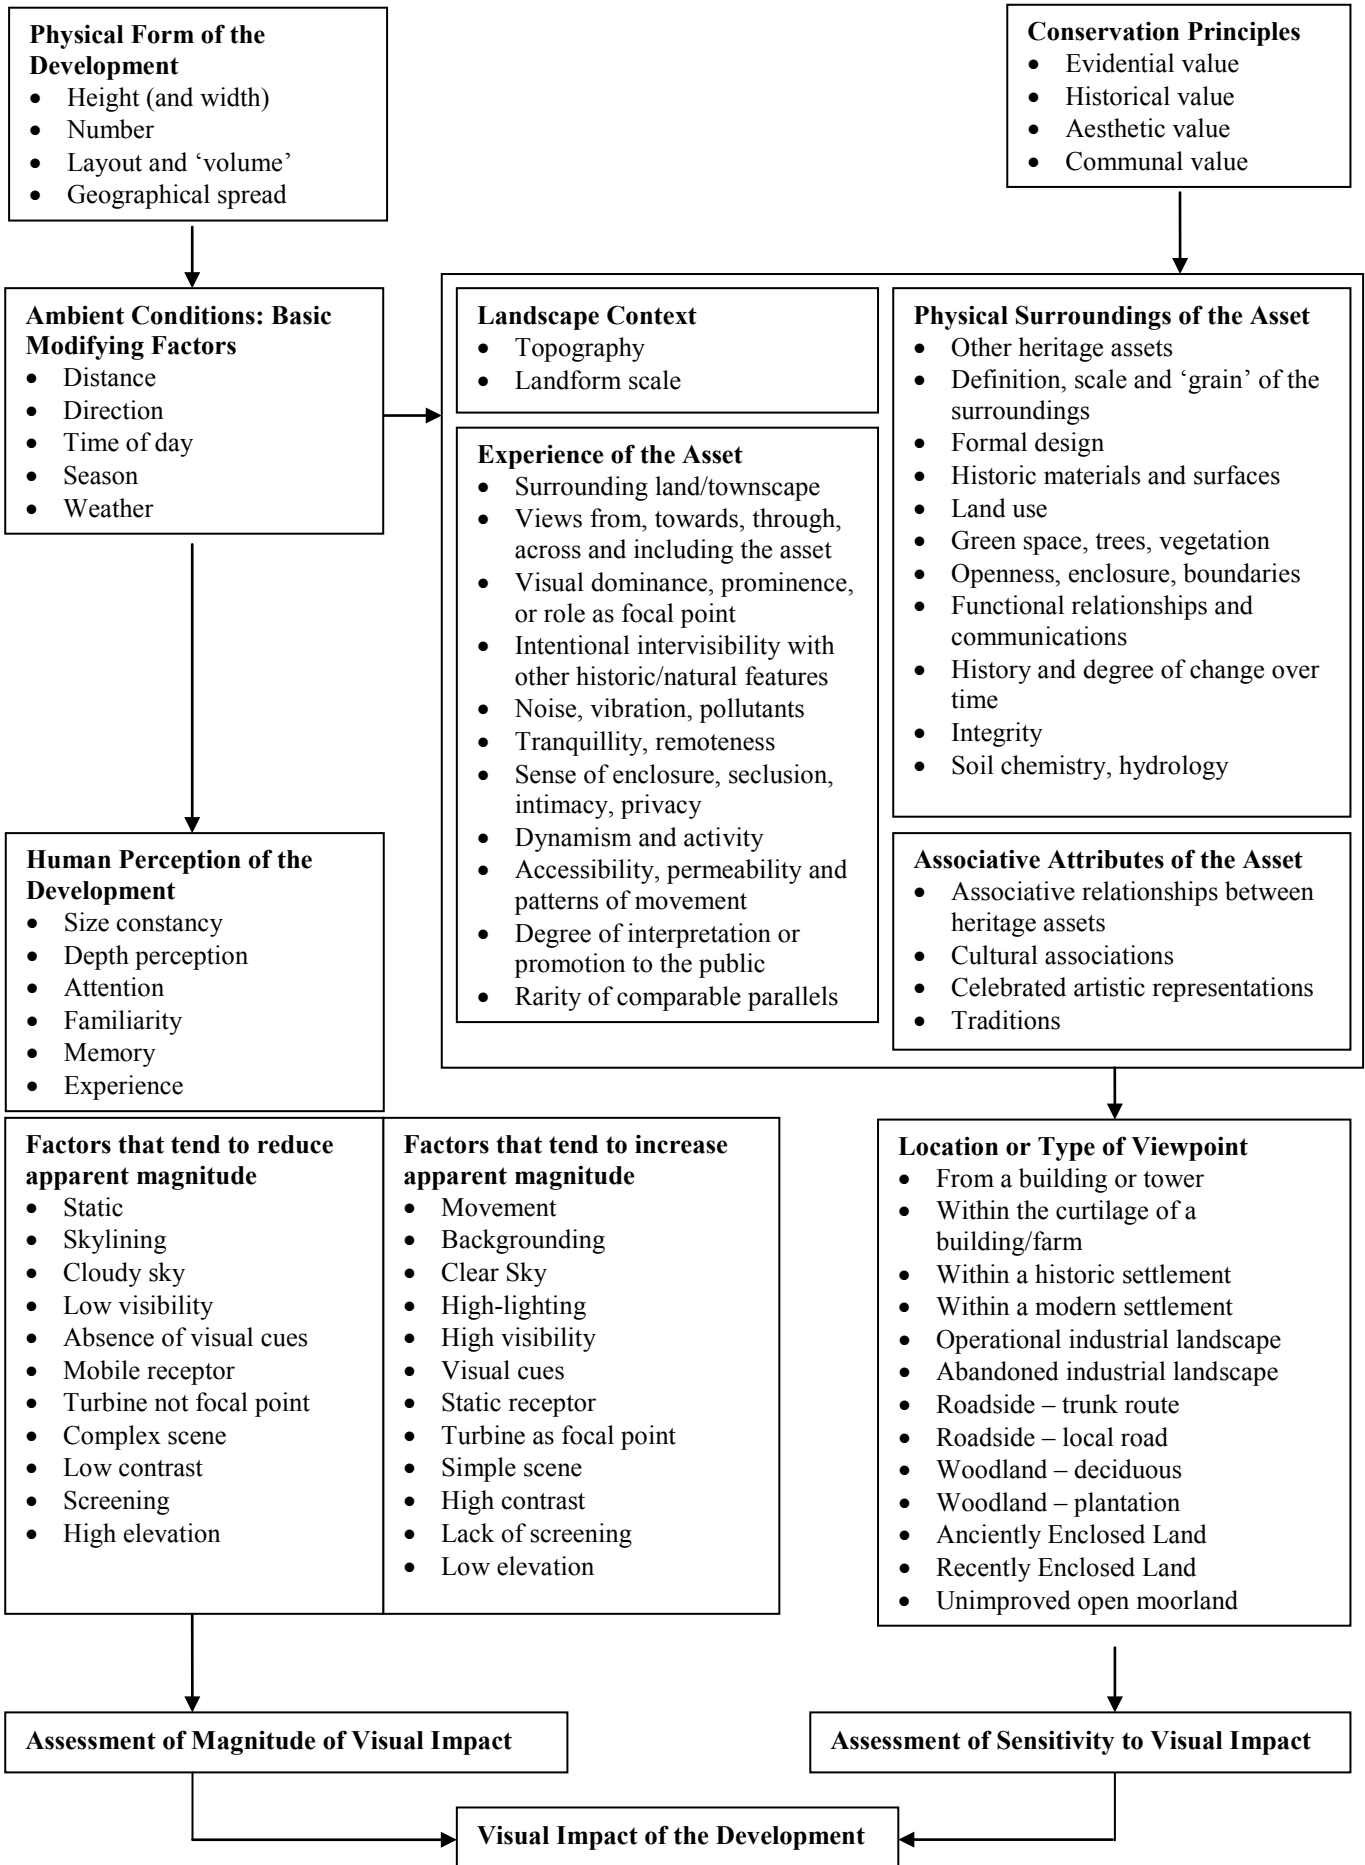 Physical Form of the
Development
• Height (and width)
• Number
• Layout and ‘volume’
• Geographical spread
Conservation Principles
• Evidential value
• Historical value
• Aesthetic value
• Communal value
Ambient Conditions: Basic
Modifying Factors
• Distance
• Direction
• Time of day
• Season
• Weather
Landscape Context
• Topography
• Landform scale
Experience of the Asset
• Surrounding land/townscape
• Views from, towards, through,
across and including the asset
• Visual dominance, prominence,
or role as focal point
• Intentional intervisibility with
other historic/natural features
• Noise, vibration, pollutants
• Tranquillity, remoteness
• Sense of enclosure, seclusion,
intimacy, privacy
• Dynamism and activity
• Accessibility, permeability and
patterns of movement
• Degree of interpretation or
promotion to the public
• Rarity of comparable parallels
Physical Surroundings of the Asset
• Other heritage assets
• Definition, scale and ‘grain’ of the
surroundings
• Formal design
• Historic materials and surfaces
• Land use
• Green space, trees, vegetation
• Openness, enclosure, boundaries
• Functional relationships and
communications
• History and degree of change over
time
• Integrity
• Soil chemistry, hydrology
Associative Attributes of the Asset
• Associative relationships between
heritage assets
• Cultural associations
• Celebrated artistic representations
• Traditions
Human Perception of the
Development
• Size constancy
• Depth perception
• Attention
• Familiarity
• Memory
• Experience
Factors that tend to reduce
apparent magnitude
• Static
• Skylining
• Cloudy sky
• Low visibility
• Absence of visual cues
• Mobile receptor
• Turbine not focal point
• Complex scene
• Low contrast
• Screening
• High elevation
Factors that tend to increase
apparent magnitude
• Movement
• Backgrounding
• Clear Sky
• High-lighting
• High visibility
• Visual cues
• Static receptor
• Turbine as focal point
• Simple scene
• High contrast
• Lack of screening
• Low elevation
Location or Type of Viewpoint
• From a building or tower
• Within the curtilage of a
building/farm
• Within a historic settlement
• Within a modern settlement
• Operational industrial landscape
• Abandoned industrial landscape
• Roadside – trunk route
• Roadside – local road
• Woodland – deciduous
• Woodland – plantation
• Anciently Enclosed Land
• Recently Enclosed Land
• Unimproved open moorland
Assessment of Magnitude of Visual Impact
Assessment of Sensitivity to Visual Impact
Visual Impact of the Development